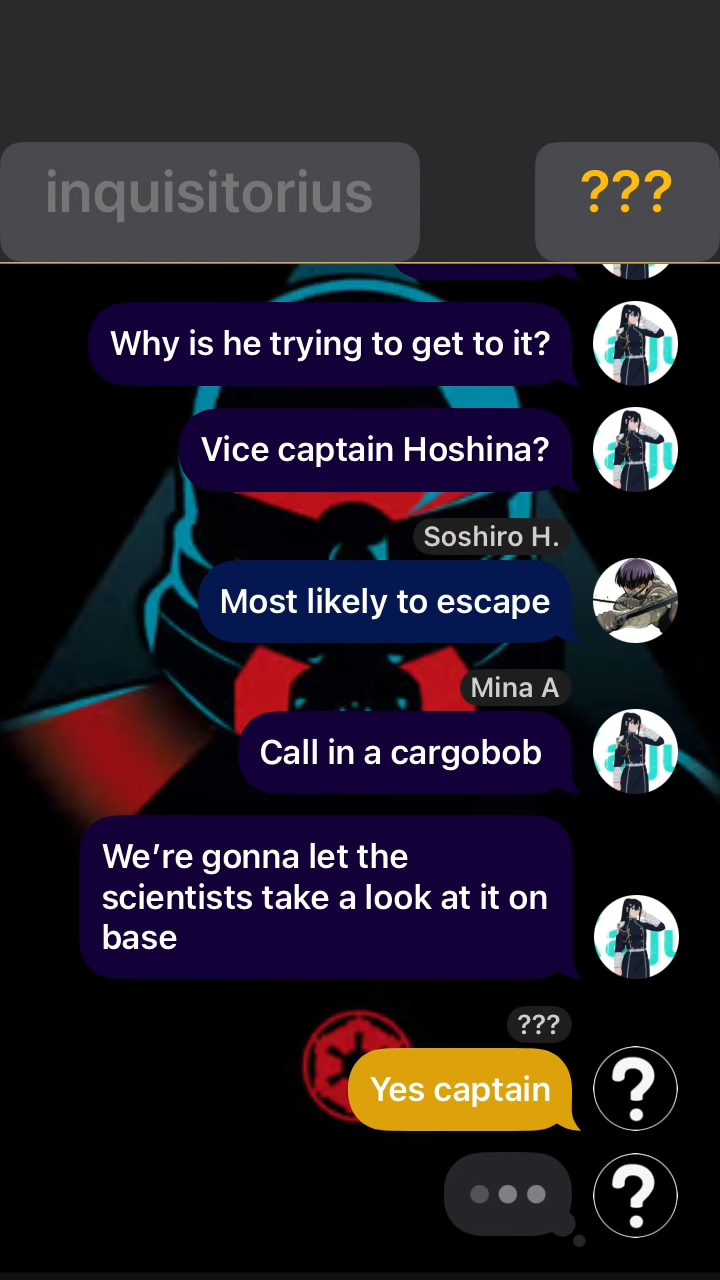 inquisitorius
???
Why is he trying to get to it?
Vice captain Hoshina?
Soshiro H.
Most likely to escape
Mina A
Call in a cargobob
We’re gonna let the
scientists take a look at it on
base
???
Yes captain
?
?